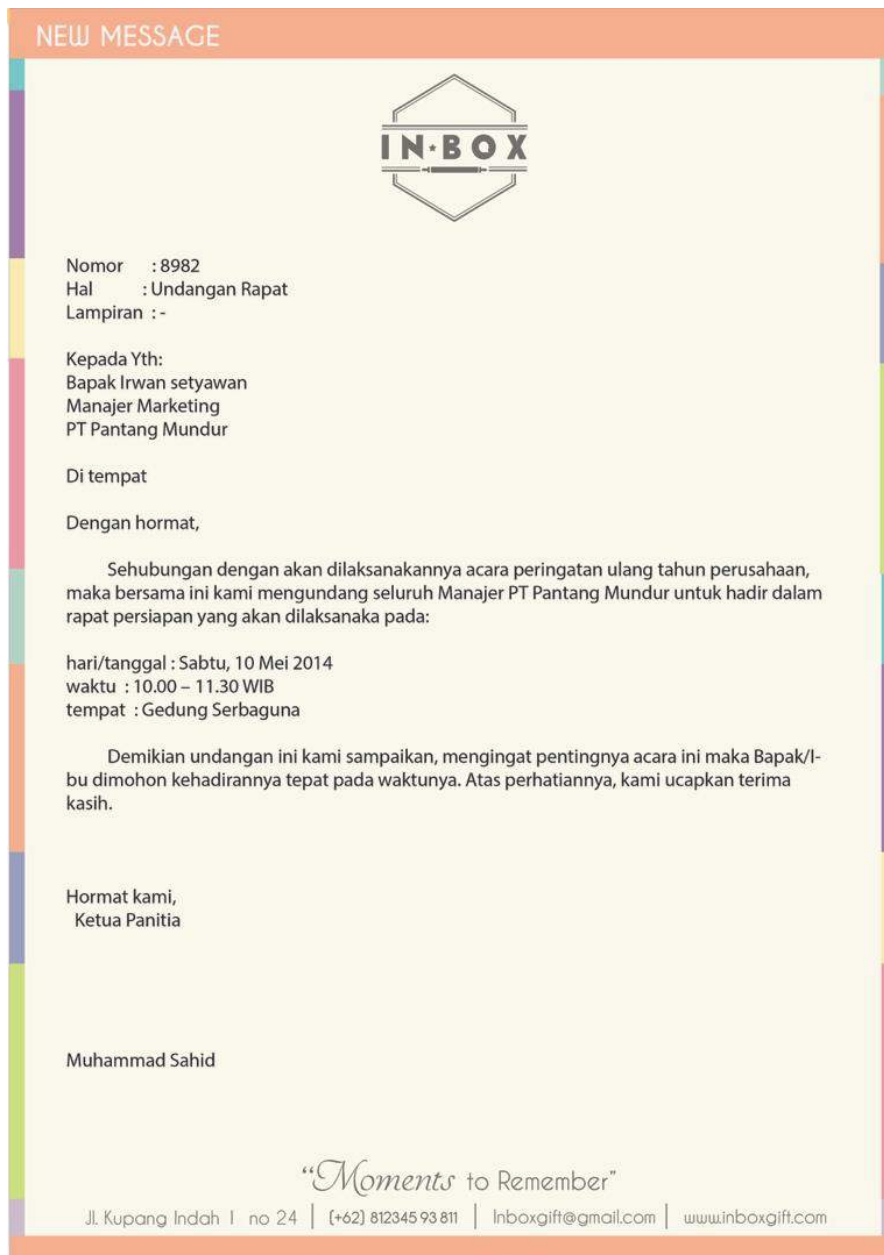 NEW MESSAGE
IN★BOX
Nomor : 8982
Hal : Undangan Rapat
Lampiran : -
Kepada Yth:
Bapak Irwan setyawan
Manajer Marketing
PT Pantang Mundur
Di tempat
Dengan hormat,
Sehubungan dengan akan dilaksanakannya acara peringatan ulang tahun perusahaan,
maka bersama ini kami mengundang seluruh Manajer PT Pantang Mundur untuk hadir dalam
rapat persiapan yang akan dilaksanaka pada:
hari/tanggal : Sabtu, 10 Mei 2014
waktu : 10.00 – 11.30 WIB
tempat : Gedung Serbaguna
Demikian undangan ini kami sampaikan, mengingat pentingnya acara ini maka Bapak/I-
bu dimohon kehadirannya tepat pada waktunya. Atas perhatiannya, kami ucapkan terima
kasih.
Hormat kami,
Ketua Panitia
Muhammad Sahid
“Moments to Remember”
Jl. Kupang Indah I no 24 | (+62) 812345 93 811 | Inboxgift@gmail.com | www.inboxgift.com